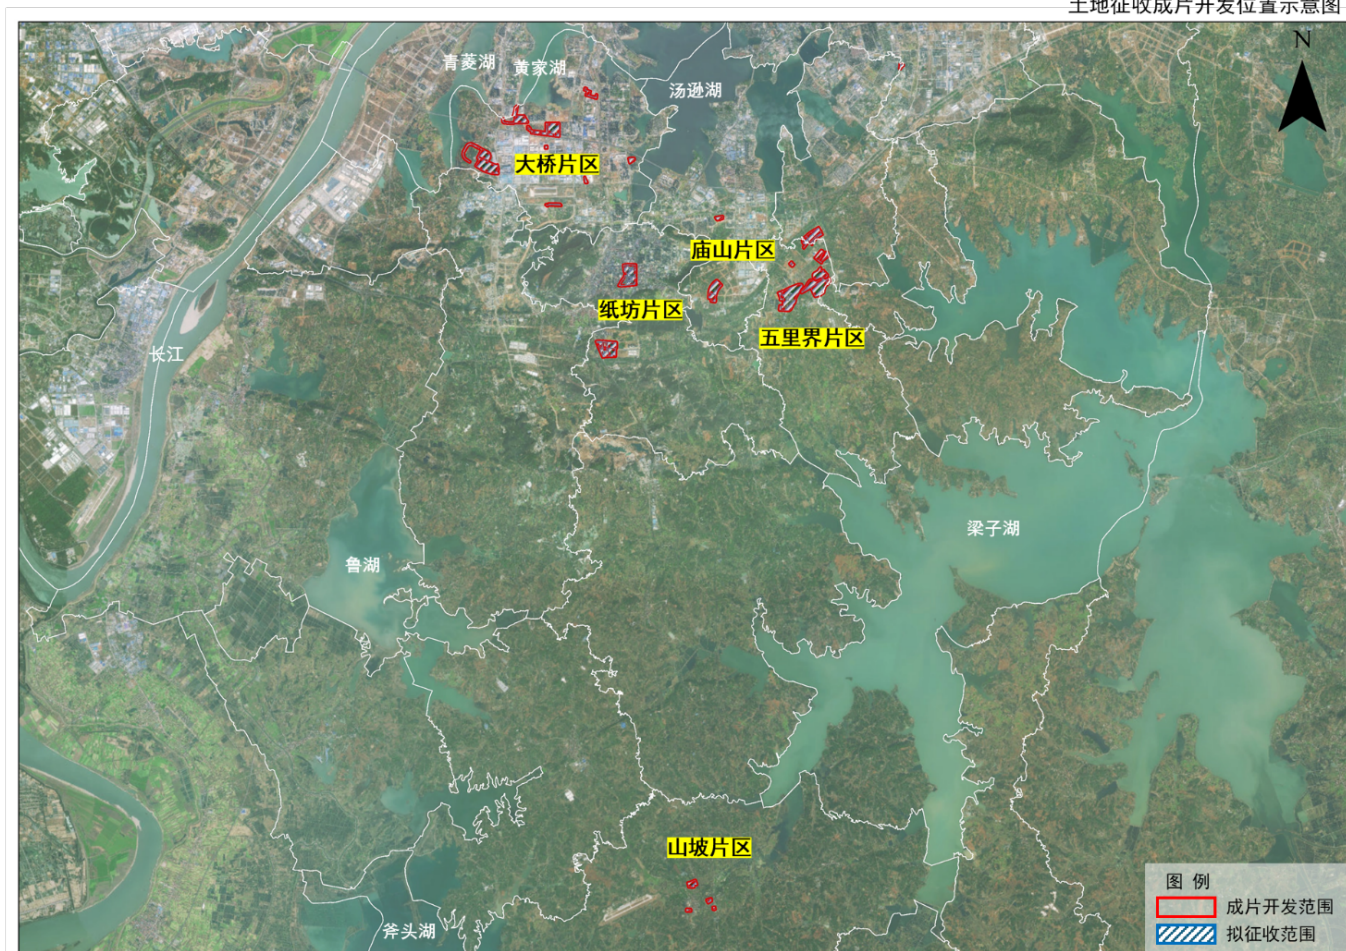 土地征收成片开发位置示意图
N
青菱湖
黄家湖
汤逊湖
大桥片区
庙山片区
纸坊片区
五里界片区
长江
梁子湖
鲁湖
山坡片区
斧头湖
图 例
成片开发范围
拟征收范围